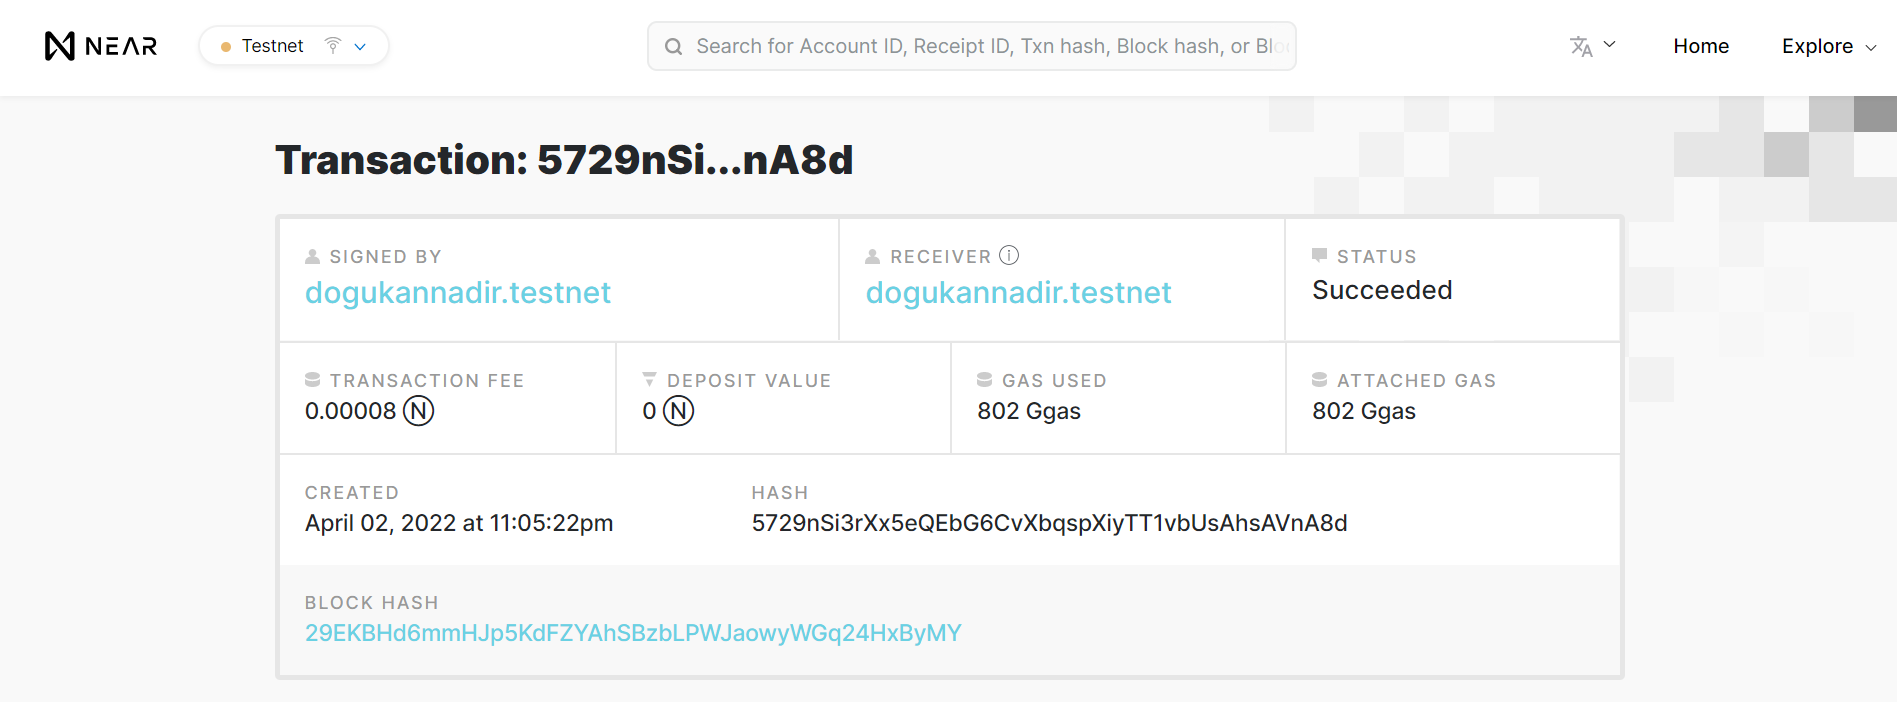 NEAR
Testnet
Search for Account ID, Receipt ID, Txn hash, Block hash, or
Home
Explore
Transaction: 5729nSi...nA8d
SIGNED BY
dogukannadir.testnet
RECEIVER
dogukannadir.testnet
STATUS
Succeeded
TRANSACTION FEE
0.00008 Ⓝ
DEPOSIT VALUE
0 Ⓝ
GAS USED
802 Ggas
ATTACHED GAS
802 Ggas
CREATED
April 02, 2022 at 11:05:22pm
HASH
5729nSi3rXx5eQEbG6CvXbqspXiyTT1vbUsAhsAVnA8d
BLOCK HASH
29EKBHd6mmHJp5KdFZYAhSBzbLPWJaowyWGq24HxByMY